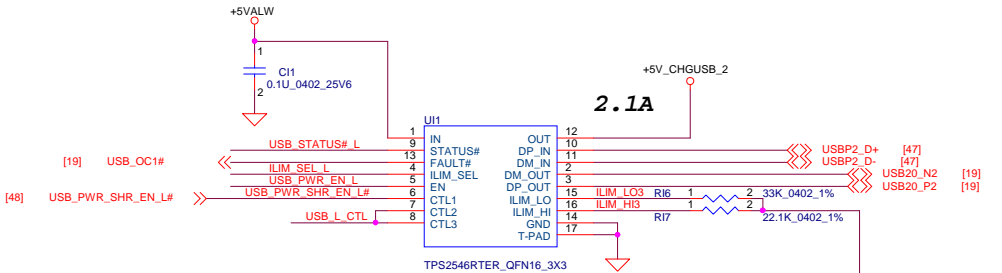 +5VALW
1
CI1
0.1U_0402_25V6
2
+5V_CHGUSB_2
2.1A
UI1
1 IN OUT 12
USB_STATUS#_L 9 STATUS# DP_IN 10 USBP2_D+ [47]
[19] USB_OC1# 13 FAULT# DM_IN 11 USBP2_D- [47]
ILIM_SEL_L 4 ILIM_SEL DM_OUT 2 USB20_N2 [19]
USB_PWR_EN_L 5 EN DP_OUT 3 USB20_P2 [19]
[48] USB_PWR_SHR_EN_L# USB_PWR_SHR_EN_L# 6 CTL1 ILIM_LO 15 ILIM_LO3 RI6 1 2 33K_0402_1%
7 CTL2 ILIM_HI 16 ILIM_HI3 RI7 1 2 22.1K_0402_1%
USB_L_CTL 8 CTL3 GND 14
T-PAD 17
TPS2546RTER_QFN16_3X3